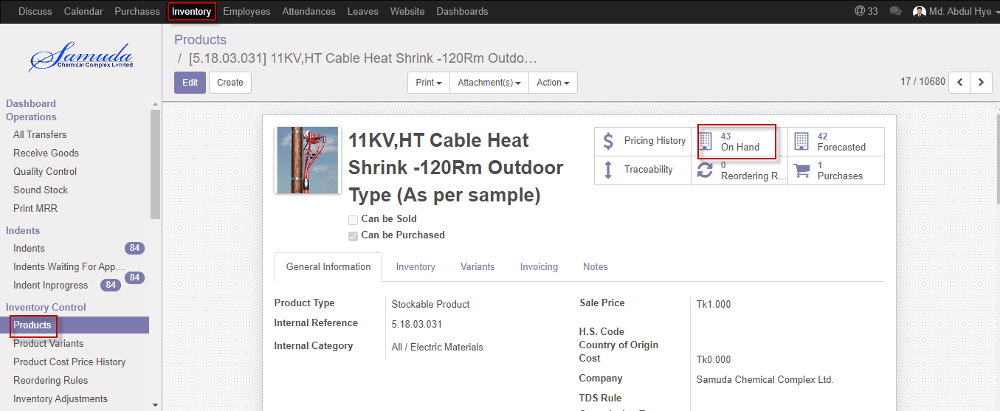 Discuss Calendar Purchases Inventory Employees Attendances Leaves Website Dashboards @ 33 Md. Abdul Hye
Samuda
Chemical Complex Limited
Products
/ [5.18.03.031] 11KV,HT Cable Heat Shrink -120Rm Outdo…
Edit Create Print Attachment(s) Action 17 / 10680
Dashboard
Operations
All Transfers
Receive Goods
Quality Control
Sound Stock
Print MRR
Indents
Indents 84
Indents Waiting For App... 84
Indent Inprogress 84
Inventory Control
Products
Product Variants
Product Cost Price History
Reordering Rules
Inventory Adjustments
11KV,HT Cable Heat
Shrink -120Rm Outdoor
Type (As per sample)
Can be Sold
Can be Purchased
Pricing History
43
On Hand
42
Forecasted
Traceability
0
Reordering R...
1
Purchases
General Information Inventory Variants Invoicing Notes
Product Type Stockable Product
Internal Reference 5.18.03.031
Internal Category All / Electric Materials
Sale Price Tk1.000
H.S. Code
Country of Origin
Cost Tk0.000
Company Samuda Chemical Complex Ltd.
TDS Rule